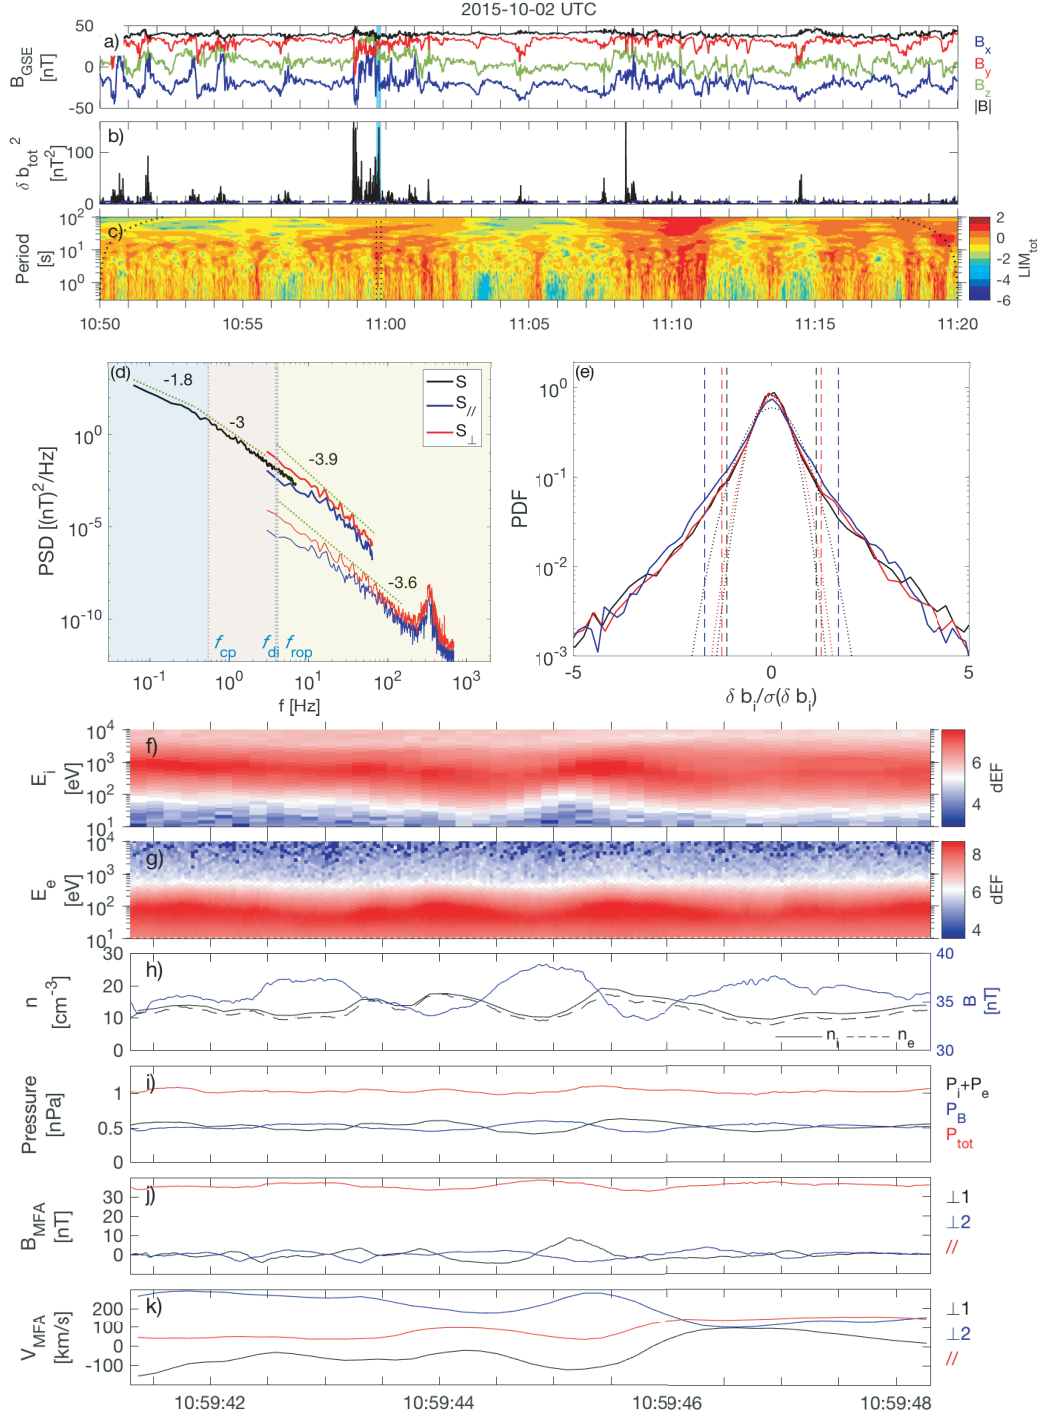 2015-10-02 UTC
a)
B_GSE [nT]
50
0
-50
B_x
B_y
B_z
|B|
b)
δ b_tot^2 [nT^2]
100
0
c)
Period [s]
10^2
10^1
10^0
2
0
-2
-4
-6
LIM_tot
10:50 10:55 11:00 11:05 11:10 11:15 11:20
(d)
-1.8
-3
-3.9
-3.6
S
S_//
S_⊥
PSD [(nT)^2/Hz]
10^0
10^-5
10^-10
f_cp f_di f_rop
10^-1 10^0 10^1 10^2 10^3
f [Hz]
(e)
PDF
10^0
10^-1
10^-2
10^-3
-5 0 5
δ b_i/σ(δ b_i)
f)
E_i [eV]
10^4
10^3
10^2
10^1
6
4
dEF
g)
E_e [eV]
10^4
10^3
10^2
10^1
8
6
4
dEF
h)
n [cm^-3]
30
20
10
0
40
35
30
B [nT]
n_i n_e
i)
Pressure [nPa]
1
0.5
0
P_i+P_e
P_B
P_tot
j)
B_MFA [nT]
30
20
10
0
⊥1
⊥2
//
k)
V_MFA [km/s]
200
100
0
-100
⊥1
⊥2
//
10:59:42 10:59:44 10:59:46 10:59:48